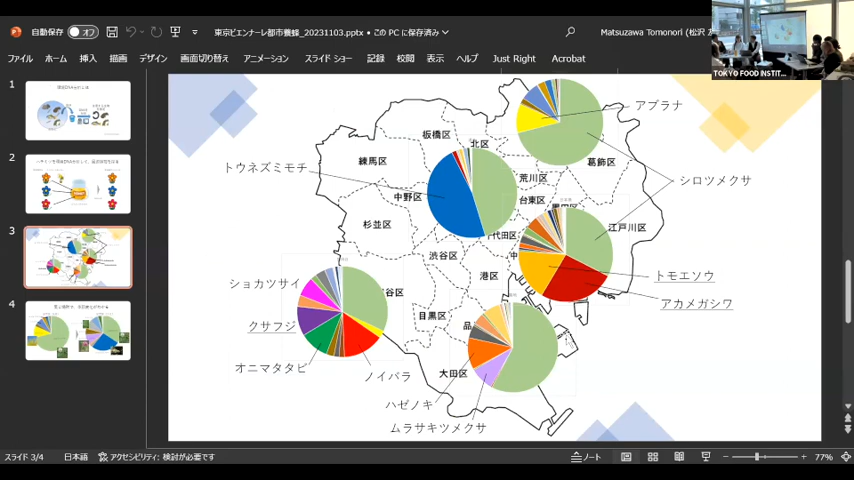 自動保存 オフ
東京ビエンナーレ都市養蜂_20231103.pptx • この PC に保存済み
Matsuzawa Tomonori (松沢 友
ファイル ホーム 挿入 描画 デザイン 画面切り替え アニメーション スライド ショー 記録 校閲 表示 ヘルプ Just Right Acrobat
TOKYO FOOD INSTIT...
1
2
3
4
アブラナ
板橋区
北区
練馬区
葛飾区
トウネズミモチ
シロツメクサ
荒川区
中野区
台東区
江戸川区
杉並区
代田区
渋谷区
港区
トモエソウ
ショカツサイ
谷区
アカメガシワ
目黒区
品
クサフジ
オニマタタビ
ノイバラ
大田区
ハゼノキ
ムラサキツメクサ
スライド 3/4 日本語 アクセシビリティ: 検討が必要です ノート 77%